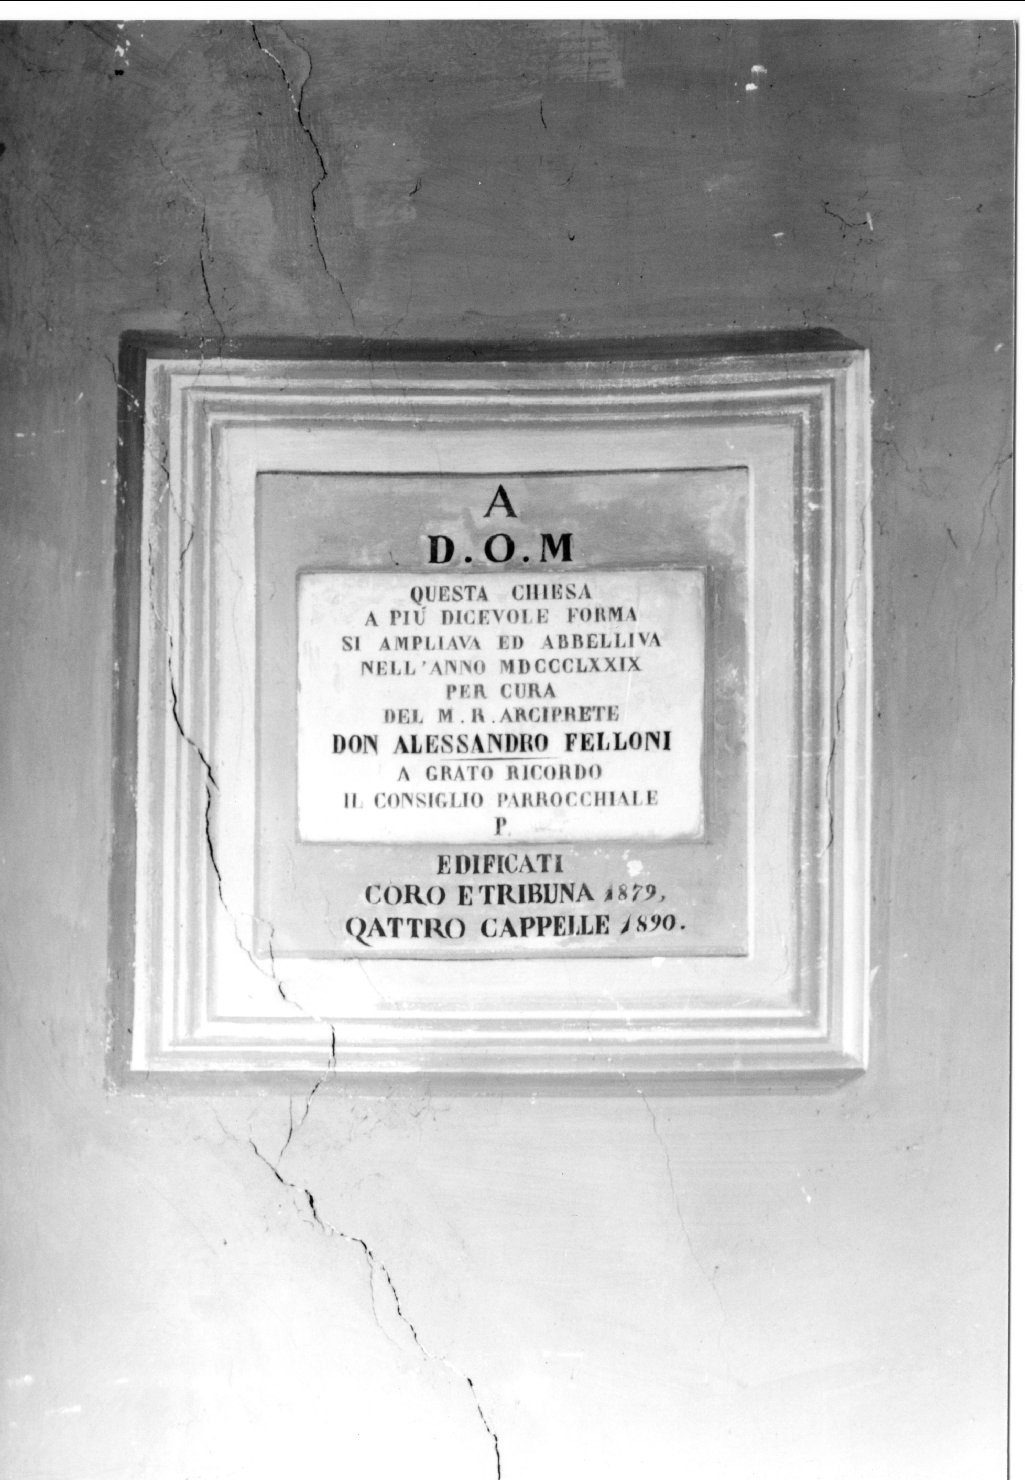 A
D.O.M
QUESTA CHIESA
A PIÚ DICEVOLE FORMA
SI AMPLIAVA ED ABBELLIVA
NELL'ANNO MDCCCLXXIX
PER CURA
DEL M.R.ARCIPRETE
DON ALESSANDRO FELLONI
A GRATO RICORDO
IL CONSIGLIO PARROCCHIALE
P.
EDIFICATI
CORO E TRIBUNA 1879,
QATTRO CAPPELLE 1890.